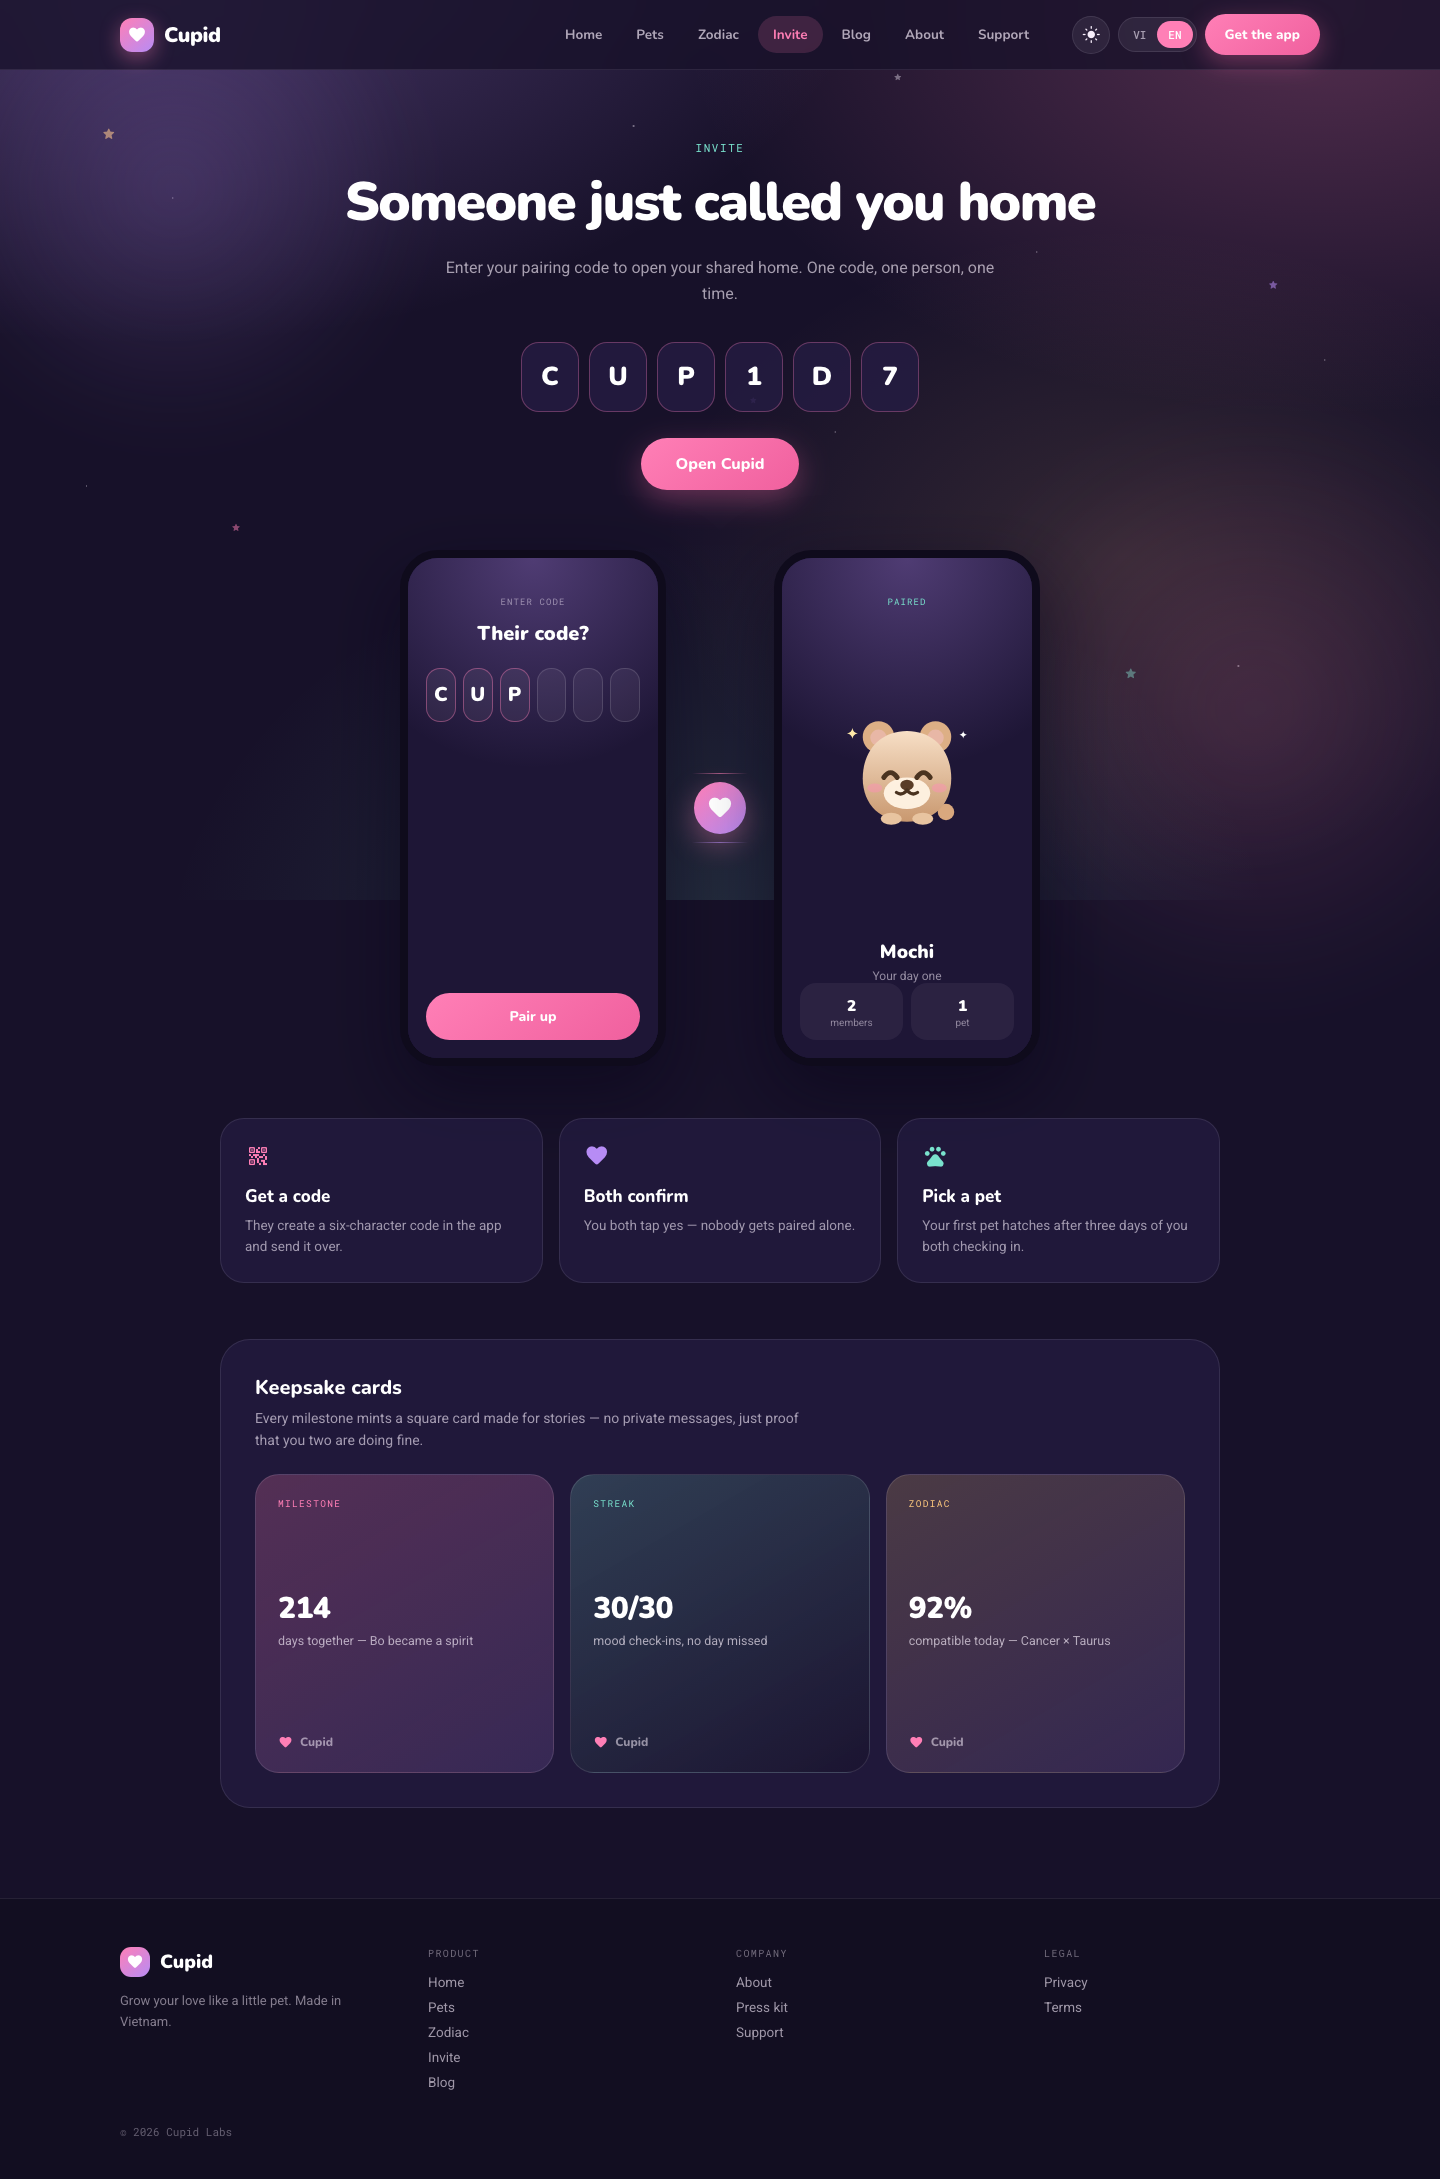 Cupid
Home Pets Zodiac Invite Blog About Support VI EN Get the app
INVITE
Someone just called you home
Enter your pairing code to open your shared home. One code, one person, one
time.
C U P 1 D 7
Open Cupid
ENTER CODE
Their code?
C U P
Pair up
PAIRED
Mochi
Your day one
2
members
1
pet
Get a code
They create a six-character code in the app
and send it over.
Both confirm
You both tap yes — nobody gets paired alone.
Pick a pet
Your first pet hatches after three days of you
both checking in.
Keepsake cards
Every milestone mints a square card made for stories — no private messages, just proof
that you two are doing fine.
MILESTONE
214
days together — Bo became a spirit
Cupid
STREAK
30/30
mood check-ins, no day missed
Cupid
ZODIAC
92%
compatible today — Cancer × Taurus
Cupid
Cupid
Grow your love like a little pet. Made in
Vietnam.
PRODUCT
Home
Pets
Zodiac
Invite
Blog
COMPANY
About
Press kit
Support
LEGAL
Privacy
Terms
© 2026 Cupid Labs